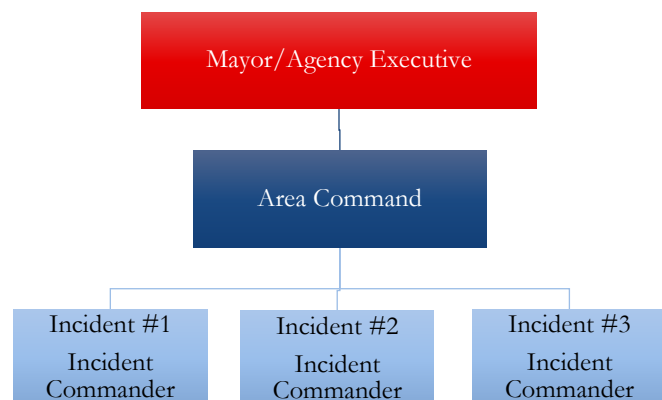 Mayor/Agency Executive
Area Command
Incident #1
Incident
Commander
Incident #2
Incident
Commander
Incident #3
Incident
Commander